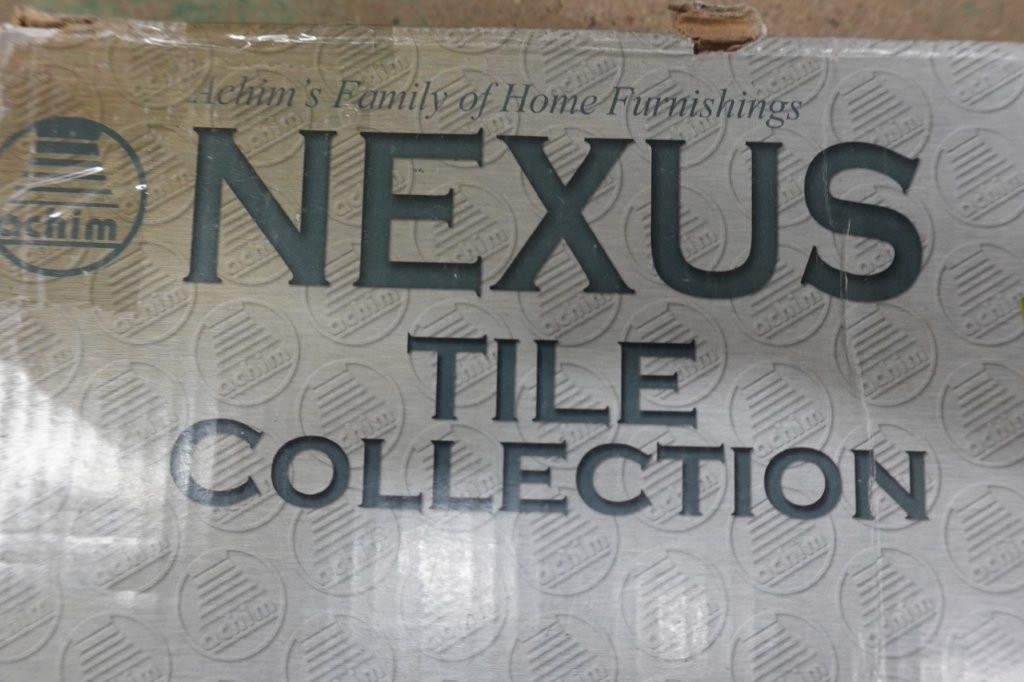 Achim's Family of Home Furnishings
achim
NEXUS
TILE
COLLECTION